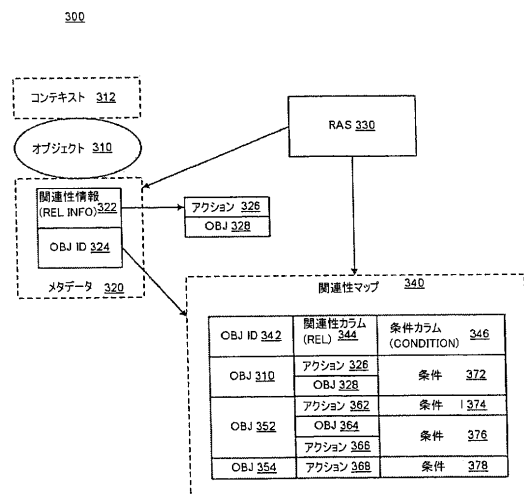 300
コンテキスト 312
オブジェクト 310
RAS 330
関連性情報
(REL INFO) 322
OBJ ID 324
メタデータ 320
アクション 326
OBJ 328
関連性マップ 340
OBJ ID 342
関連性カラム
(REL) 344
条件カラム
(CONDITION) 346
OBJ 310
アクション 326
OBJ 328
条件 372
OBJ 352
アクション 362
条件 374
OBJ 364
アクション 366
条件 376
OBJ 354
アクション 368
条件 378